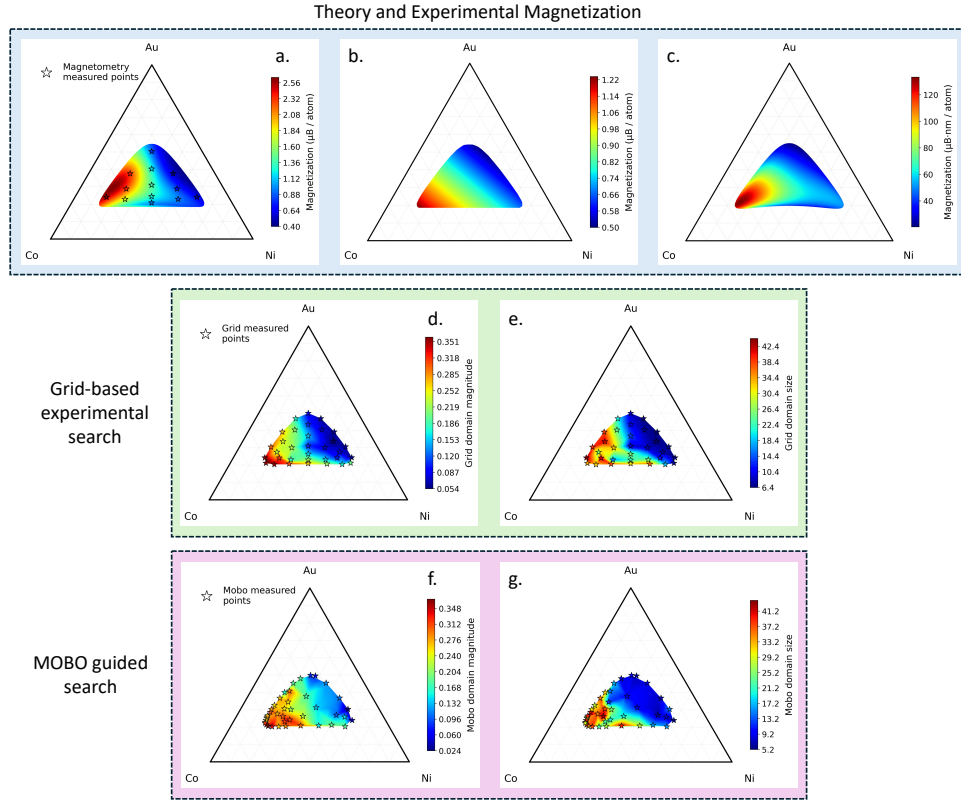 Theory and Experimental Magnetization
a.
Au
☆ Magnetometry
measured points
Co
Ni
2.56
2.32
2.08
1.84
1.60
1.36
1.12
0.88
0.64
0.40
Magnetization (μB / atom)
b.
Au
Co
Ni
1.22
1.14
1.06
0.98
0.90
0.82
0.74
0.66
0.58
0.50
Magnetization (μB / atom)
c.
Au
Co
Ni
120
100
80
60
40
Magnetization (μB·nm / atom)
Grid-based
experimental
search
d.
Au
☆ Grid measured
points
Co
Ni
0.351
0.318
0.285
0.252
0.219
0.186
0.153
0.120
0.087
0.054
Grid domain magnitude
e.
Au
Co
Ni
42.4
38.4
34.4
30.4
26.4
22.4
18.4
14.4
10.4
6.4
Grid domain size
MOBO guided
search
f.
Au
☆ Mobo measured
points
Co
Ni
0.348
0.312
0.276
0.240
0.204
0.168
0.132
0.096
0.060
0.024
Mobo domain magnitude
g.
Au
Co
Ni
41.2
37.2
33.2
29.2
25.2
21.2
17.2
13.2
9.2
5.2
Mobo domain size